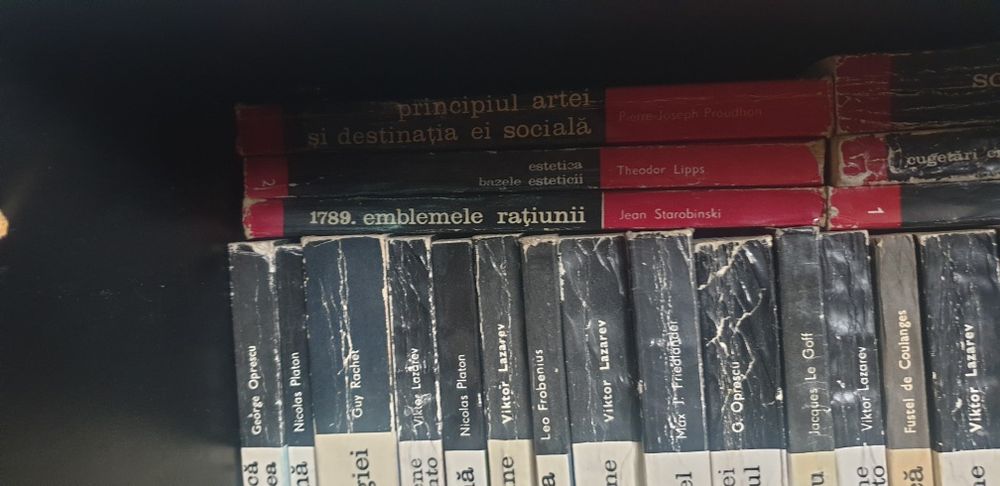 principiul artei
și destinația ei socială
Pierre-Joseph Proudhon
2
estetica
bazele esteticii
Theodor Lipps
1789. emblemele rațiunii
Jean Starobinski
cugetări
1
George Oprescu
Nicolas Platon
Guy Rachet
Viktor Lazarev
Nicolas Platon
Viktor Lazarev
Leo Frobenius
Viktor Lazarev
Max J. Friedländer
G. Oprescu
Jacques Le Goff
Viktor Lazarev
Fustel de Coulanges
Viktor Lazarev